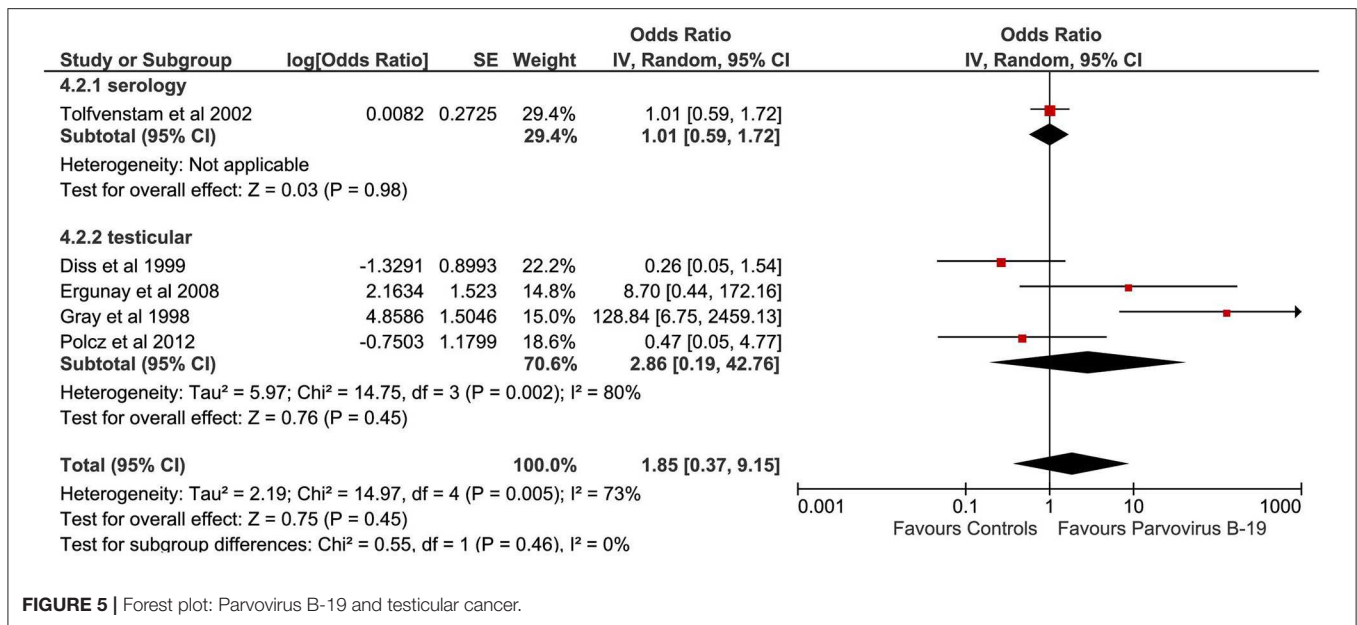 Odds Ratio Odds Ratio
Study or Subgroup log[Odds Ratio] SE Weight IV, Random, 95% CI IV, Random, 95% CI
4.2.1 serology
Tolfvenstam et al 2002 0.0082 0.2725 29.4% 1.01 [0.59, 1.72]
Subtotal (95% CI) 29.4% 1.01 [0.59, 1.72]
Heterogeneity: Not applicable
Test for overall effect: Z = 0.03 (P = 0.98)
4.2.2 testicular
Diss et al 1999 -1.3291 0.8993 22.2% 0.26 [0.05, 1.54]
Ergunay et al 2008 2.1634 1.523 14.8% 8.70 [0.44, 172.16]
Gray et al 1998 4.8586 1.5046 15.0% 128.84 [6.75, 2459.13]
Polcz et al 2012 -0.7503 1.1799 18.6% 0.47 [0.05, 4.77]
Subtotal (95% CI) 70.6% 2.86 [0.19, 42.76]
Heterogeneity: Tau² = 5.97; Chi² = 14.75, df = 3 (P = 0.002); I² = 80%
Test for overall effect: Z = 0.76 (P = 0.45)
Total (95% CI) 100.0% 1.85 [0.37, 9.15]
Heterogeneity: Tau² = 2.19; Chi² = 14.97, df = 4 (P = 0.005); I² = 73%
Test for overall effect: Z = 0.75 (P = 0.45)
Test for subgroup differences: Chi² = 0.55, df = 1 (P = 0.46), I² = 0%
0.001 0.1 1 10 1000
Favours Controls Favours Parvovirus B-19
FIGURE 5 | Forest plot: Parvovirus B-19 and testicular cancer.